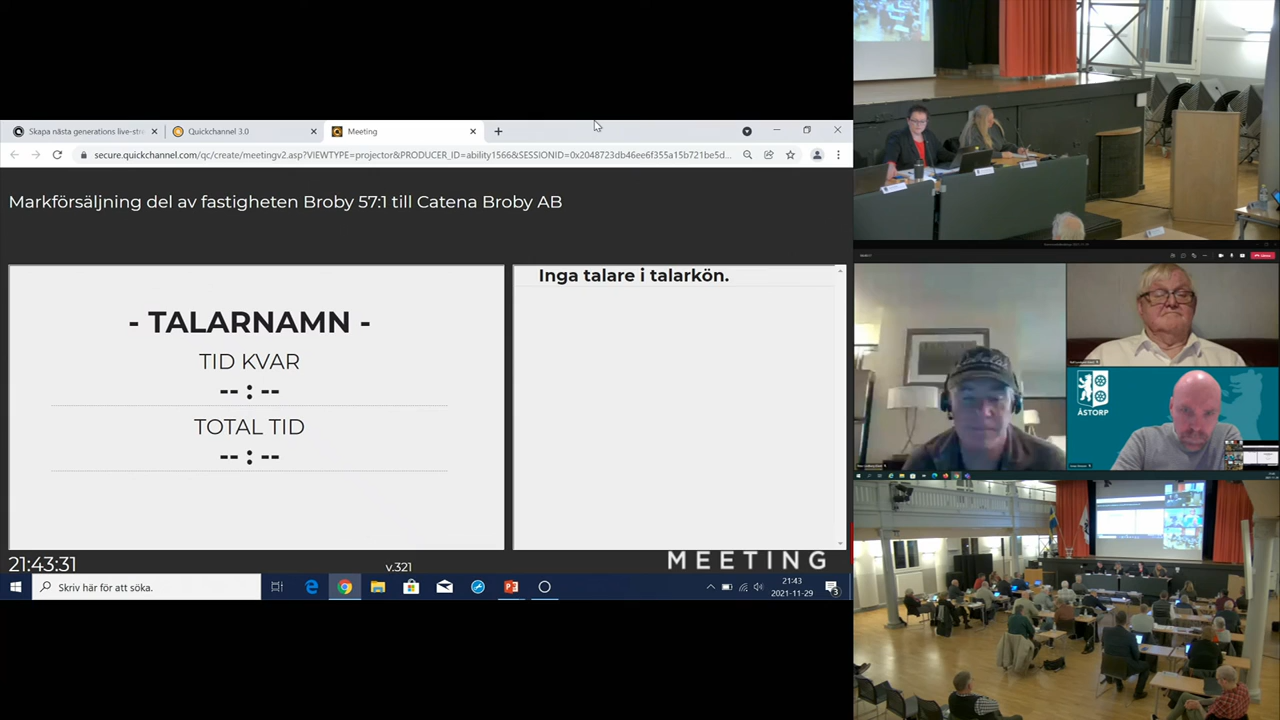 Skapa nästa generations live-stre
Quickchannel 3.0
Meeting
secure.quickchannel.com/qc/create/meetingv2.asp?VIEWTYPE=projector&PRODUCER_ID=ability1566&SESSIONID=0x2048723db46ee6f355a15b721be5d...
Markförsäljning del av fastigheten Broby 57:1 till Catena Broby AB
- TALARNAMN -
TID KVAR
-- : --
TOTAL TID
-- : --
Inga talare i talarkön.
21:43:31
v.321
MEETING
Skriv här för att söka.
21:43
2021-11-29
3
ÅSTORP